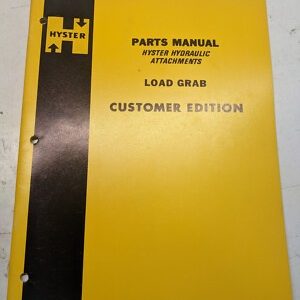 HYSTER
PARTS MANUAL
HYSTER HYDRAULIC
ATTACHMENTS
LOAD GRAB
CUSTOMER EDITION